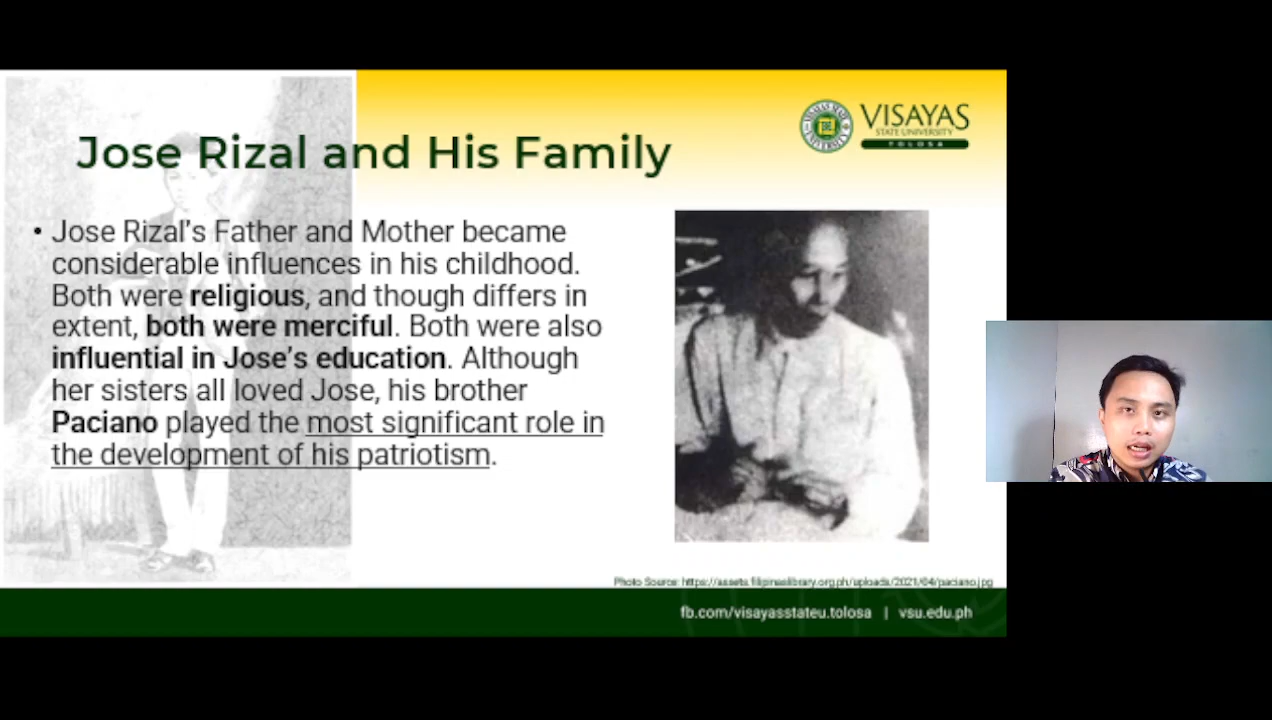 VISAYAS
STATE UNIVERSITY
TOLOSA
Jose Rizal and His Family
• Jose Rizal's Father and Mother became
considerable influences in his childhood.
Both were religious, and though differs in
extent, both were merciful. Both were also
influential in Jose's education. Although
her sisters all loved Jose, his brother
Paciano played the most significant role in
the development of his patriotism.
Photo Source: https://assets.filipinaslibrary.org.ph/uploads/2021/04/paciano.jpg
fb.com/visayasstateu.tolosa | vsu.edu.ph